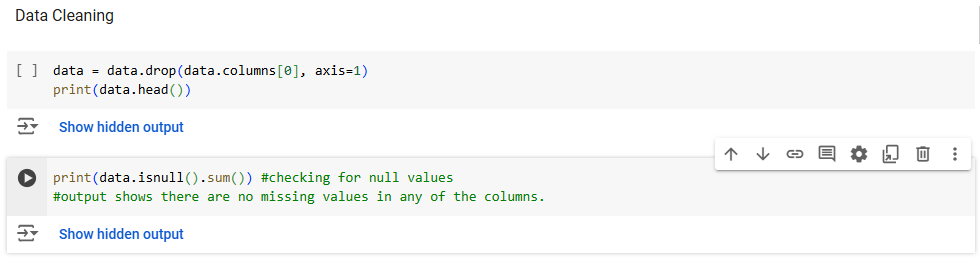 Data Cleaning
[ ] data = data.drop(data.columns[0], axis=1)
print(data.head())
Show hidden output
print(data.isnull().sum()) #checking for null values
#output shows there are no missing values in any of the columns.
Show hidden output